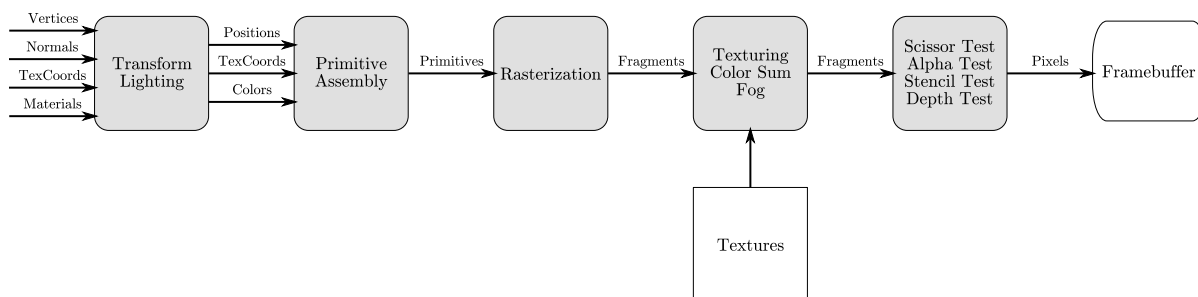 Vertices
Normals
TexCoords
Materials
Transform
Lighting
Positions
TexCoords
Colors
Primitive
Assembly
Primitives
Rasterization
Fragments
Texturing
Color Sum
Fog
Fragments
Scissor Test
Alpha Test
Stencil Test
Depth Test
Pixels
Framebuffer
Textures